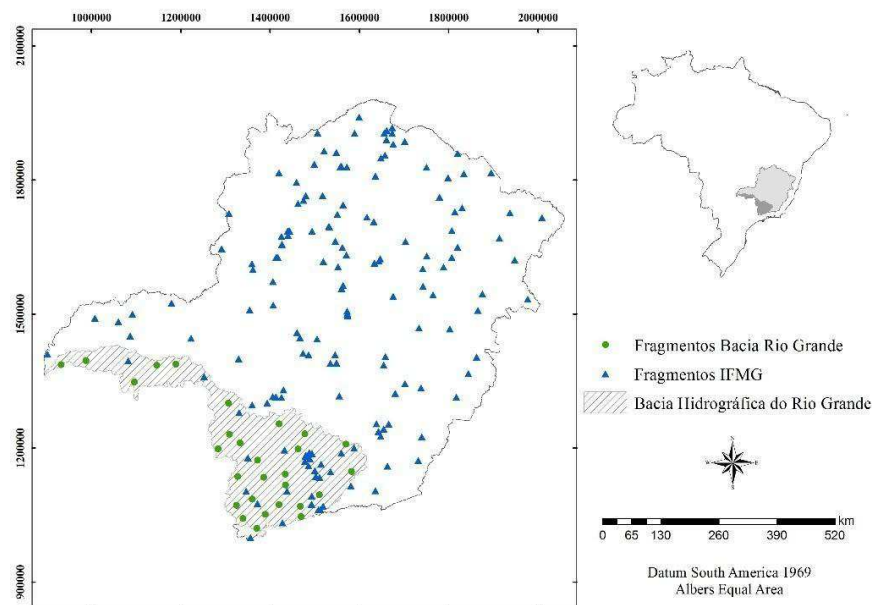 1000000 1200000 1400000 1600000 1800000 2000000
2100000
1800000
1500000
1200000
900000
Fragmentos Bacia Rio Grande
Fragmentos IFMG
Bacia Hidrográfica do Rio Grande
N
W E
S
km
0 65 130 260 390 520
Datum South America 1969
Albers Equal Area